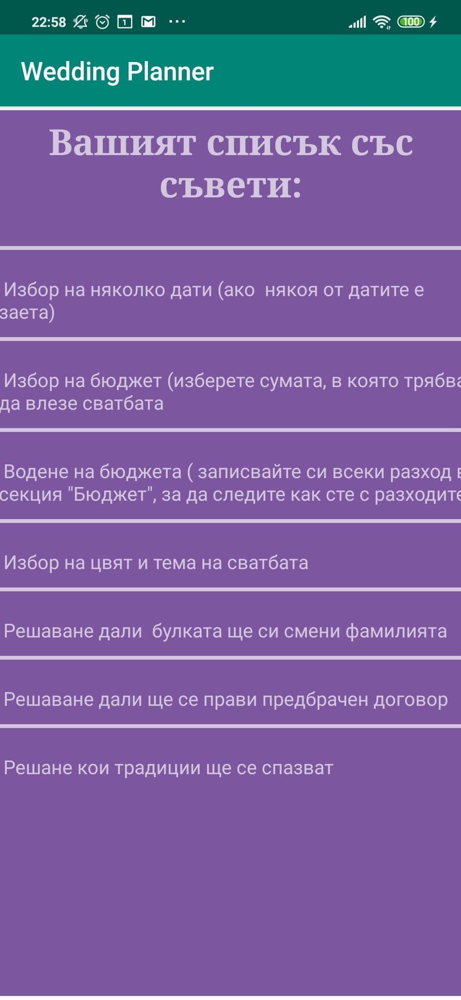 22:58
1
100
Wedding Planner
Вашият списък със
съвети:
Избор на няколко дати (ако  някоя от датите е
заета)
Избор на бюджет (изберете сумата, в която трябва
да влезе сватбата
Водене на бюджета ( записвайте си всеки разход в
секция "Бюджет", за да следите как сте с разходите
Избор на цвят и тема на сватбата
Решаване дали  булката ще си смени фамилията
Решаване дали ще се прави предбрачен договор
Решане кои традиции ще се спазват